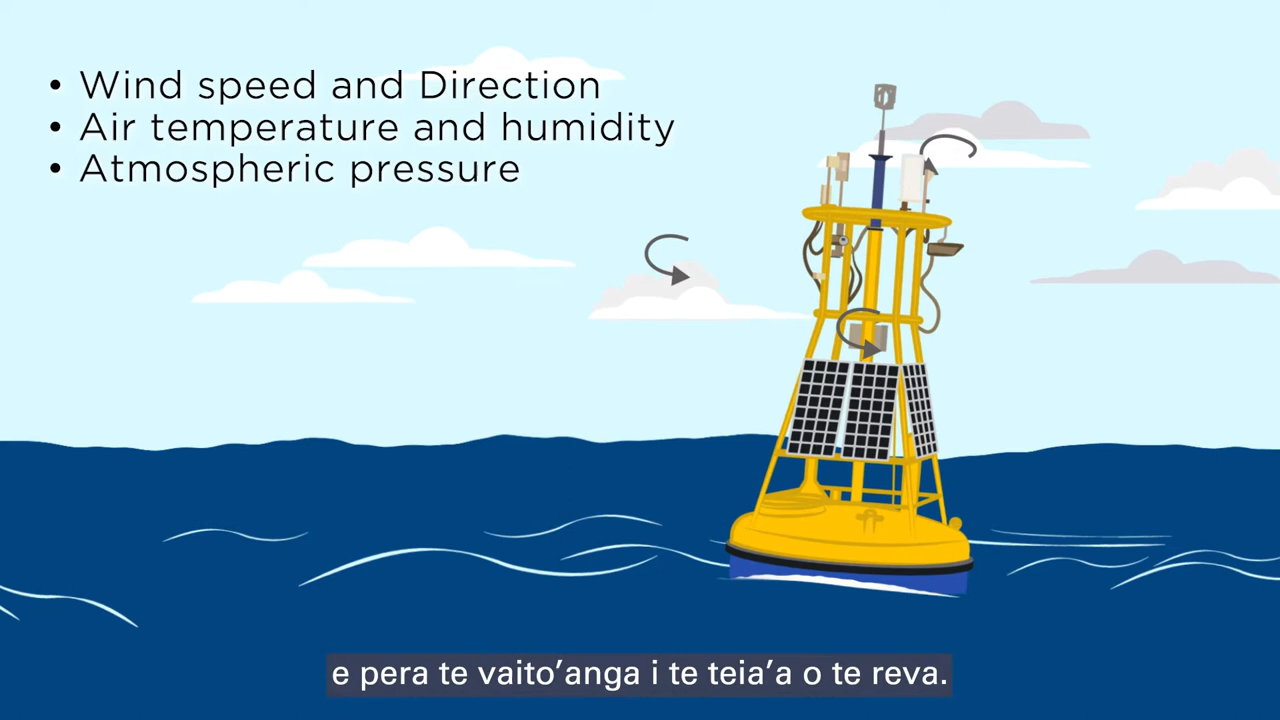 • Wind speed and Direction
• Air temperature and humidity
• Atmospheric pressure
e pera te vaito’anga i te teia’a o te reva.